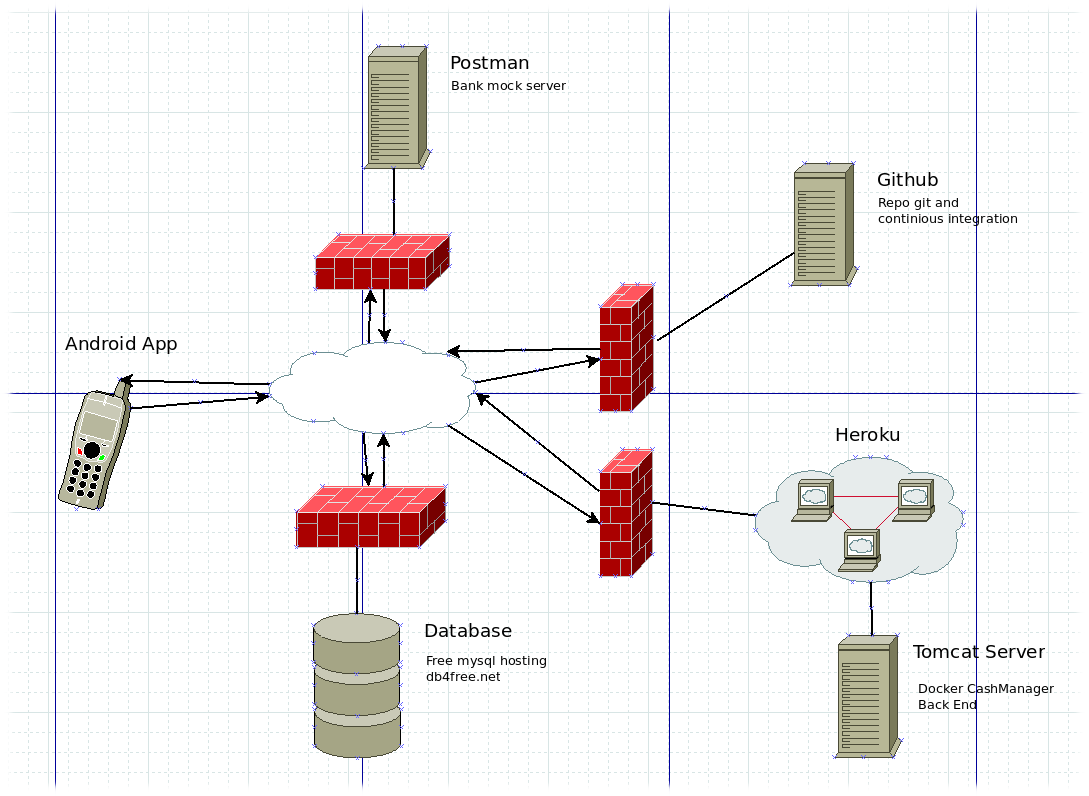 Postman
Bank mock server
Github
Repo git and
continious integration
Android App
Heroku
Database
Free mysql hosting
db4free.net
Tomcat Server
Docker CashManager
Back End